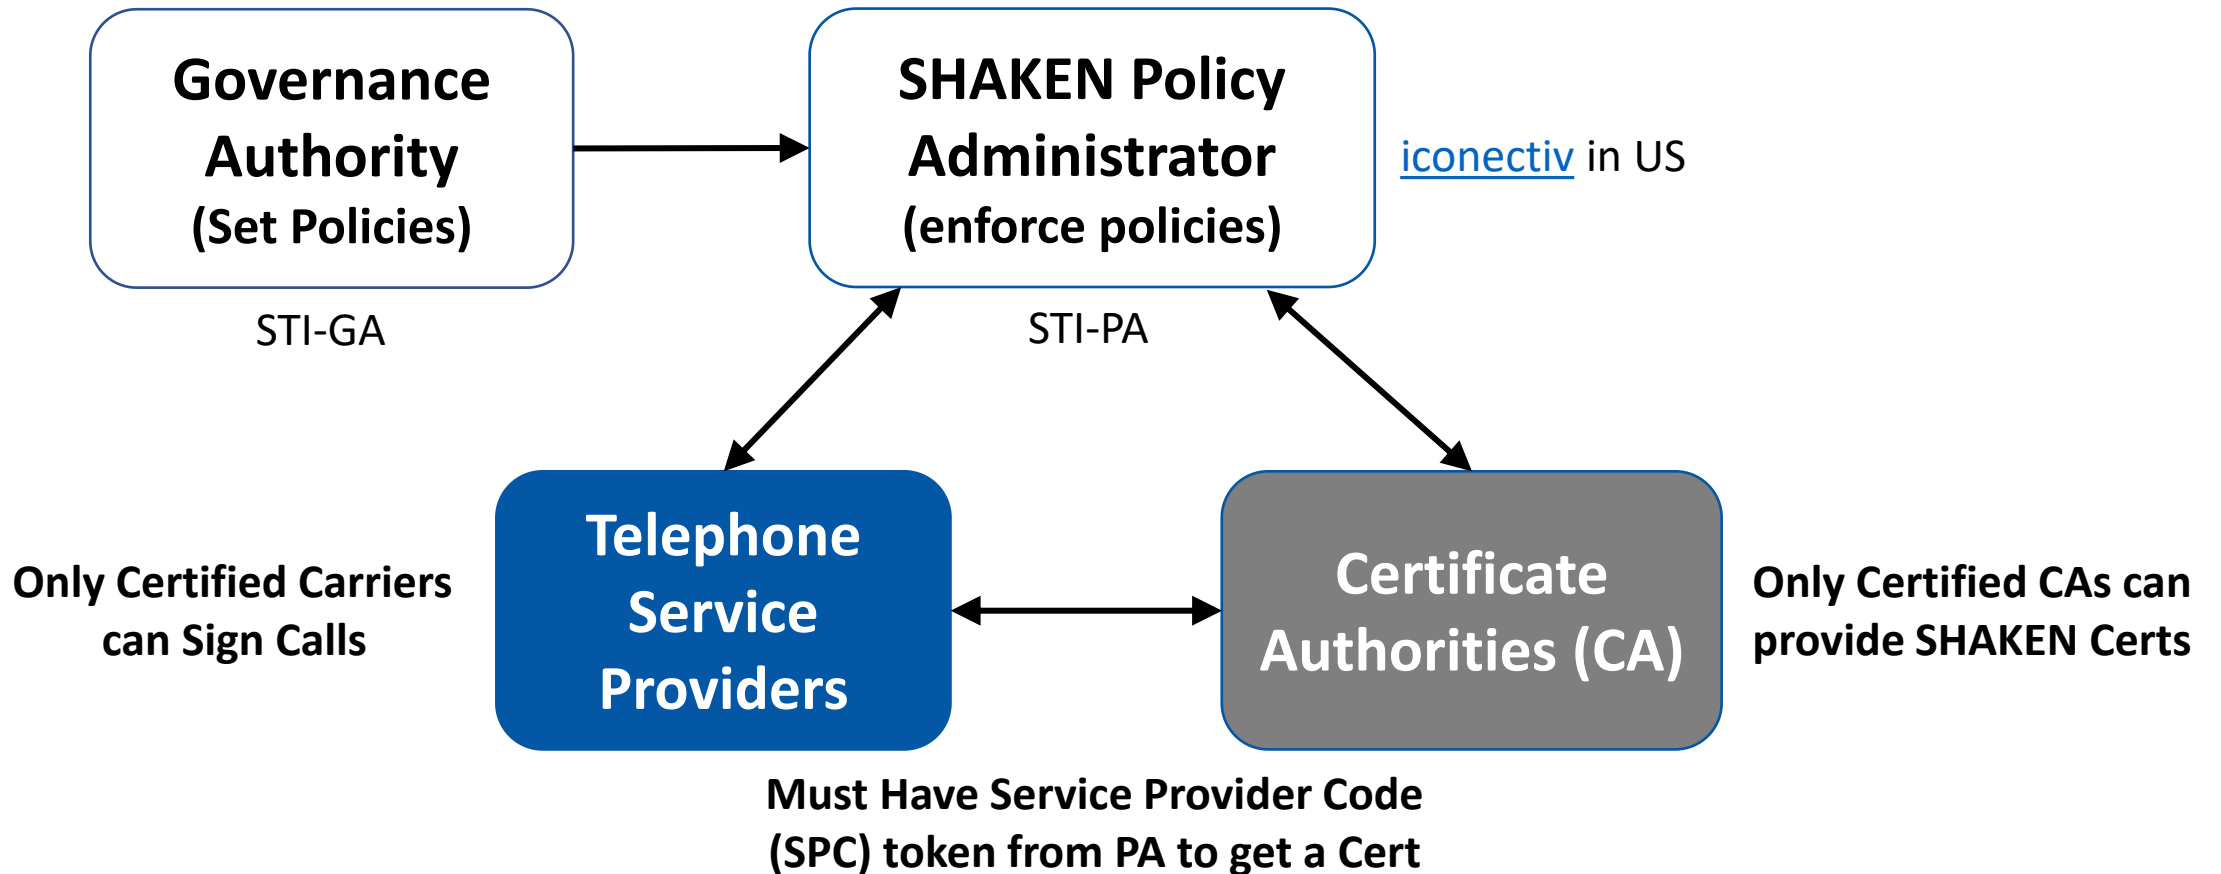 Governance
Authority
(Set Policies)
STI-GA
SHAKEN Policy
Administrator
(enforce policies)
STI-PA
iconectiv in US
Only Certified Carriers
can Sign Calls
Telephone
Service
Providers
Certificate
Authorities (CA)
Only Certified CAs can
provide SHAKEN Certs
Must Have Service Provider Code
(SPC) token from PA to get a Cert